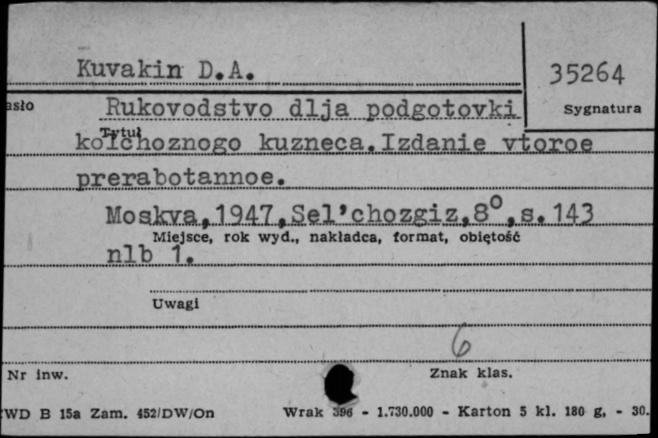 Kuvakin D.A.
35264
asło
Rukovodstvo dlja podgotovki
Sygnatura
Tytuł
kolchoznogo kuzneca.Izdanie vtoroe
prerabotannoe.
Moskva,1947,Sel'chozgiz,8°,s.143
Miejsce, rok wyd., nakładca, format, objętość
nlb 1.
Uwagi
6
Nr inw.
Znak klas.
CWD B 15a Zam. 452/DW/On Wrak 396 - 1.730.000 - Karton 5 kl. 180 g, - 30.